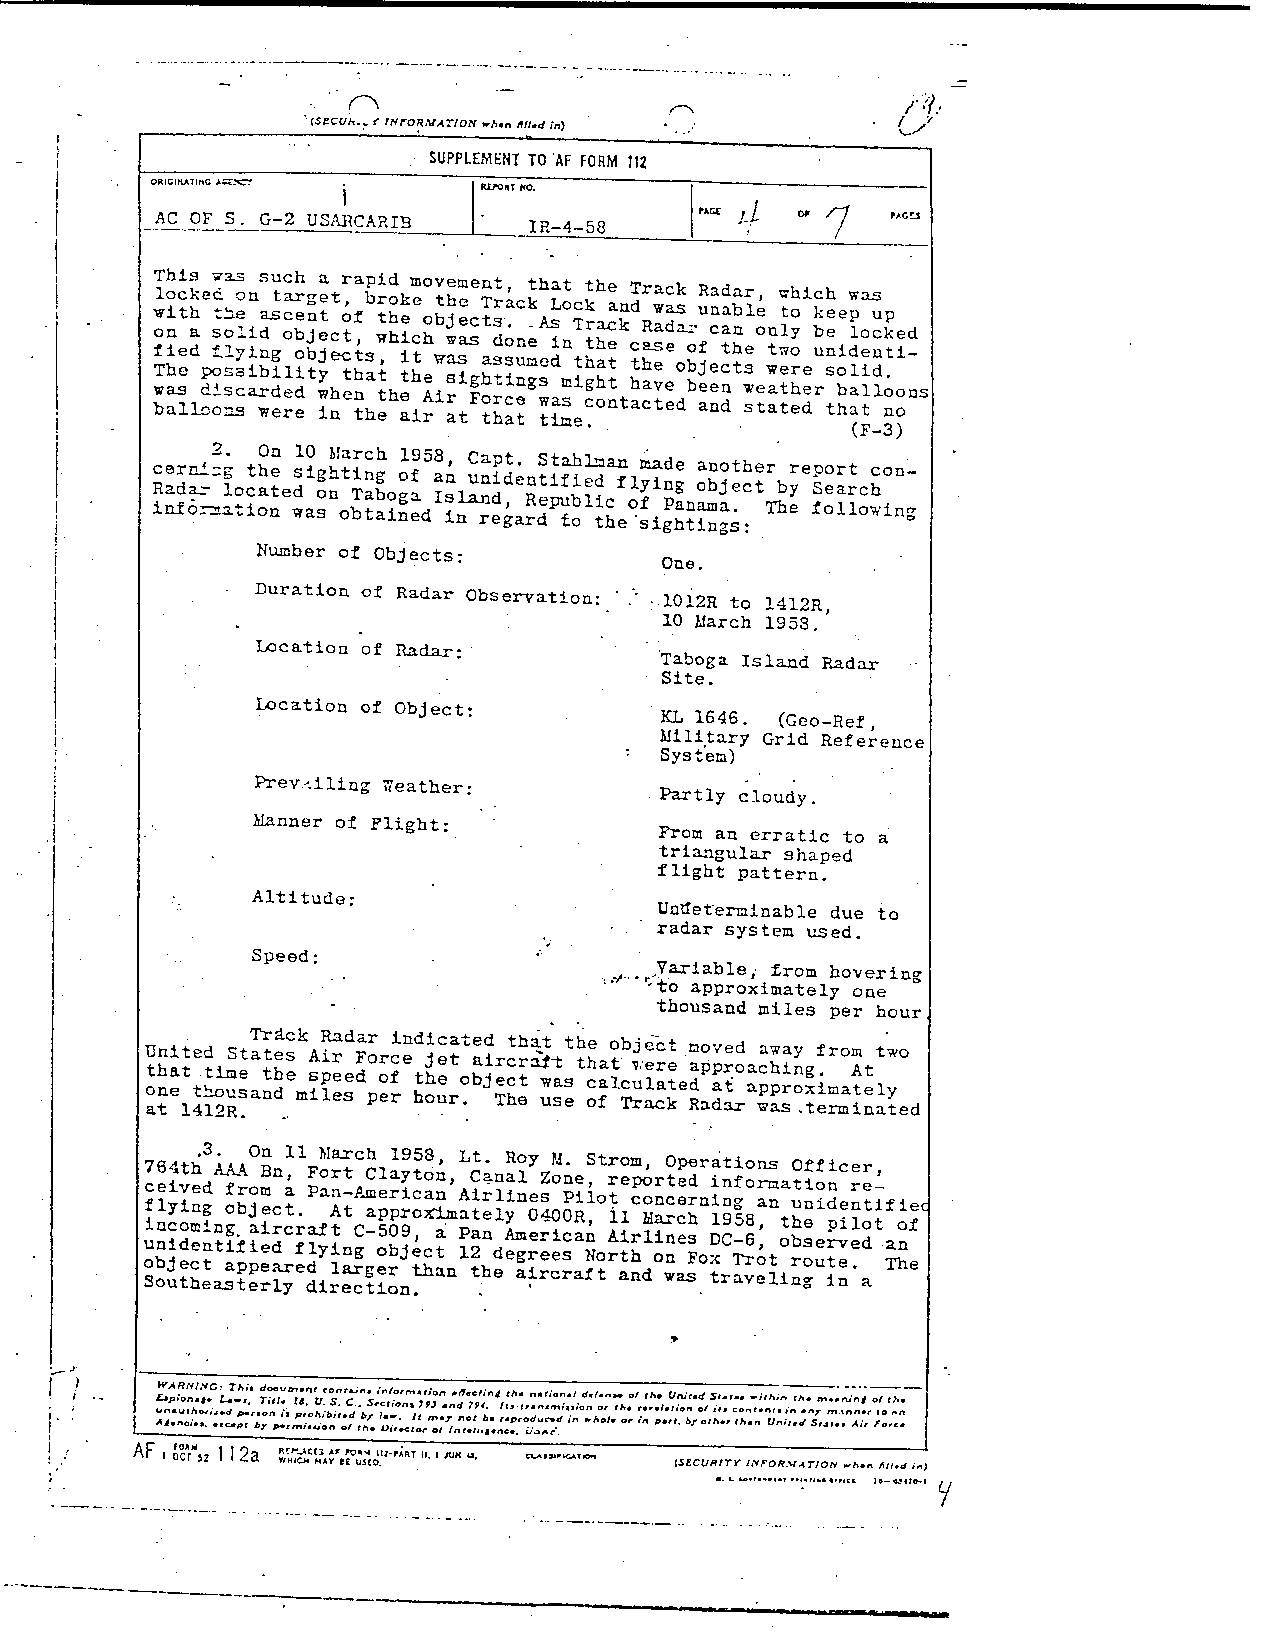 INFORMATION when filled in)
SUPPLEMENT TO AF FORM 112
ORIGINATING AGENCY
REPORT NO.
PAGE 4 OF 7 PAGES
AC OF S. G-2 USARCARIB
IR-4-58
This was such a rapid movement, that the Track Radar, which was
locked on target, broke the Track Lock and was unable to keep up
with the ascent of the objects. As Track Radar can only be locked
on a solid object, which was done in the case of the two unidenti-
fied flying objects, it was assumed that the objects were solid.
The possibility that the sightings might have been weather balloons
was discarded when the Air Force was contacted and stated that no
balloons were in the air at that time.
(F-3)
2. On 10 March 1958, Capt. Stahlman made another report con-
cerning the sighting of an unidentified flying object by Search
Radar located on Taboga Island, Republic of Panama. The following
information was obtained in regard to the sightings:
Number of Objects: One.
Duration of Radar Observation: 1012R to 1412R,
10 March 1958.
Location of Radar: Taboga Island Radar
Site.
Location of Object: KL 1646. (Geo-Ref,
Military Grid Reference
System)
Prevailing Weather: Partly cloudy.
Manner of Flight: From an erratic to a
triangular shaped
flight pattern.
Altitude: Undeterminable due to
radar system used.
Speed: Variable, from hovering
to approximately one
thousand miles per hour
Track Radar indicated that the object moved away from two
United States Air Force jet aircraft that were approaching. At
that time the speed of the object was calculated at approximately
one thousand miles per hour. The use of Track Radar was terminated
at 1412R.
3. On 11 March 1958, Lt. Roy M. Strom, Operations Officer,
764th AAA Bn, Fort Clayton, Canal Zone, reported information re-
ceived from a Pan-American Airlines Pilot concerning an unidentified
flying object. At approximately 0400R, 11 March 1958, the pilot of
incoming aircraft C-509, a Pan American Airlines DC-6, observed an
unidentified flying object 12 degrees North on Fox Trot route. The
object appeared larger than the aircraft and was traveling in a
Southeasterly direction.
WARNING: This document contains information affecting the national defense of the United States within the meaning of the
Espionage Laws, Title 18, U. S. C., Sections 793 and 794. Its transmission or the revelation of its contents in any manner to an
unauthorized person is prohibited by law. It may not be reproduced in whole or in part, by other than United States Air Force
Agencies, except by permission of the Director of Intelligence, USAF.
AF FORM 1 OCT 52 112a REPLACES AF FORM 112-PART II, 1 JUN 48, WHICH MAY BE USED. CLASSIFICATION
(SECURITY INFORMATION when filled in)
4